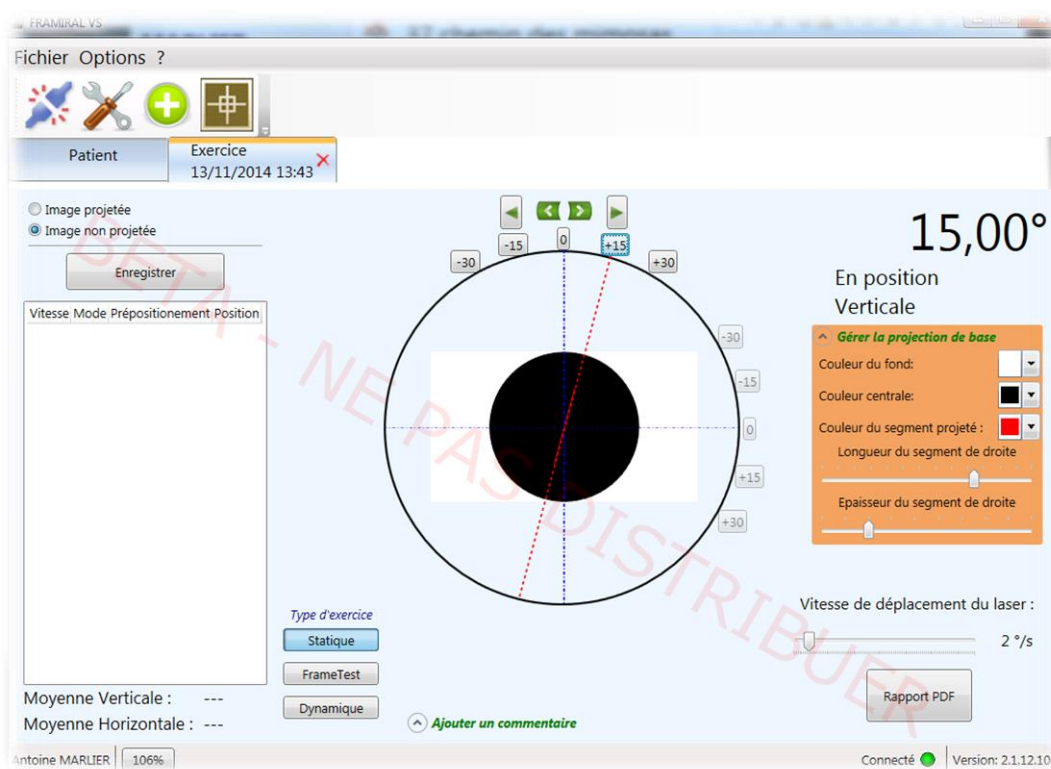 FRAMIRAL VS
37 chemin des mimosas
Fichier Options ?
Patient
Exercice
13/11/2014 13:43
Image projetée
Image non projetée
Enregistrer
Vitesse Mode Prépositionement Position
-30
-15
0
+15
+30
-30
-15
0
+15
+30
15,00°
En position
Verticale
Gérer la projection de base
Couleur du fond:
Couleur centrale:
Couleur du segment projeté :
Longueur du segment de droite
Epaisseur du segment de droite
Vitesse de déplacement du laser :
2 °/s
Rapport PDF
Type d'exercice
Statique
FrameTest
Dynamique
Moyenne Verticale : ---
Moyenne Horizontale : ---
Ajouter un commentaire
BETA - NE PAS DISTRIBUER
Antoine MARLIER 106%
Connecté Version: 2.1.12.10